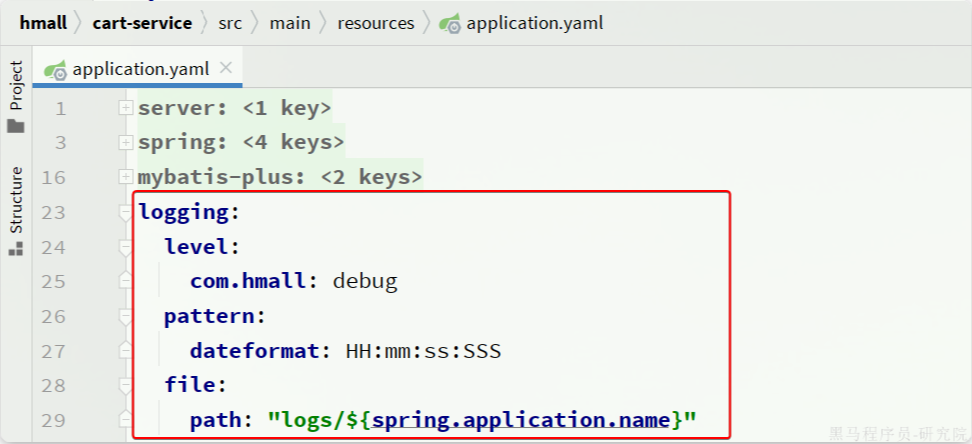 hmall cart-service src main resources application.yaml
Project
Structure
application.yaml
1 server: <1 key>
3 spring: <4 keys>
16 mybatis-plus: <2 keys>
23 logging:
24 level:
25 com.hmall: debug
26 pattern:
27 dateformat: HH:mm:ss:SSS
28 file:
29 path: "logs/${spring.application.name}"
黑马程序员-研究院